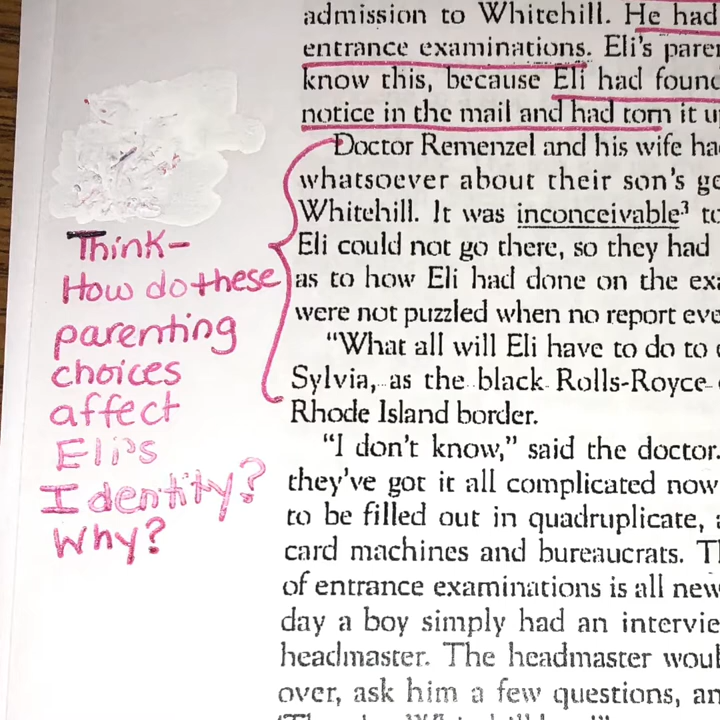 admission to Whitehill. He had
entrance examinations. Eli's parer
know this, because Eli had found
notice in the mail and had torn it u
Doctor Remenzel and his wife ha
whatsoever about their son's ge
Whitehill. It was inconceivable³ to
Eli could not go there, so they had
as to how Eli had done on the exa
were not puzzled when no report eve
"What all will Eli have to do to
Sylvia, as the black Rolls-Royce
Rhode Island border.
"I don't know," said the doctor.
they've got it all complicated now
to be filled out in quadruplicate,
card machines and bureaucrats. Th
of entrance examinations is all new
day a boy simply had an intervie
headmaster. The headmaster woul
over, ask him a few questions, an
Think-
How do these
parenting
choices
affect
Eli's
Identity?
Why?